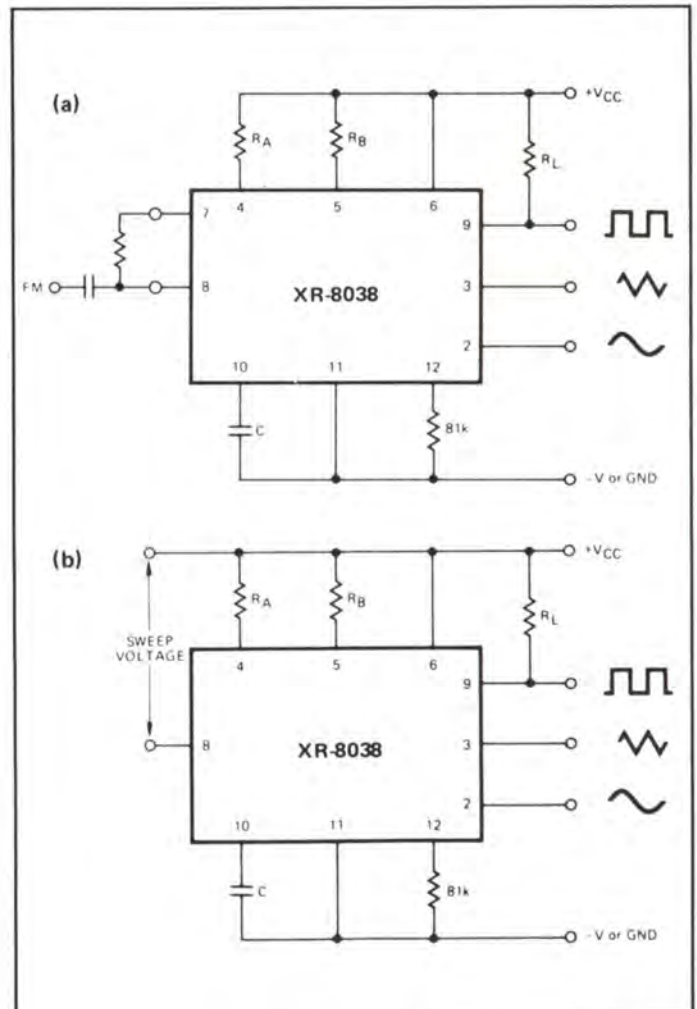 (a)
+VCC
RA
RB
RL
4
5
6
7
9
FM
8
XR-8038
3
2
10
11
12
C
81k
-V or GND
(b)
+VCC
RA
RB
RL
SWEEP
VOLTAGE
4
5
6
9
8
XR-8038
3
2
10
11
12
C
81k
-V or GND